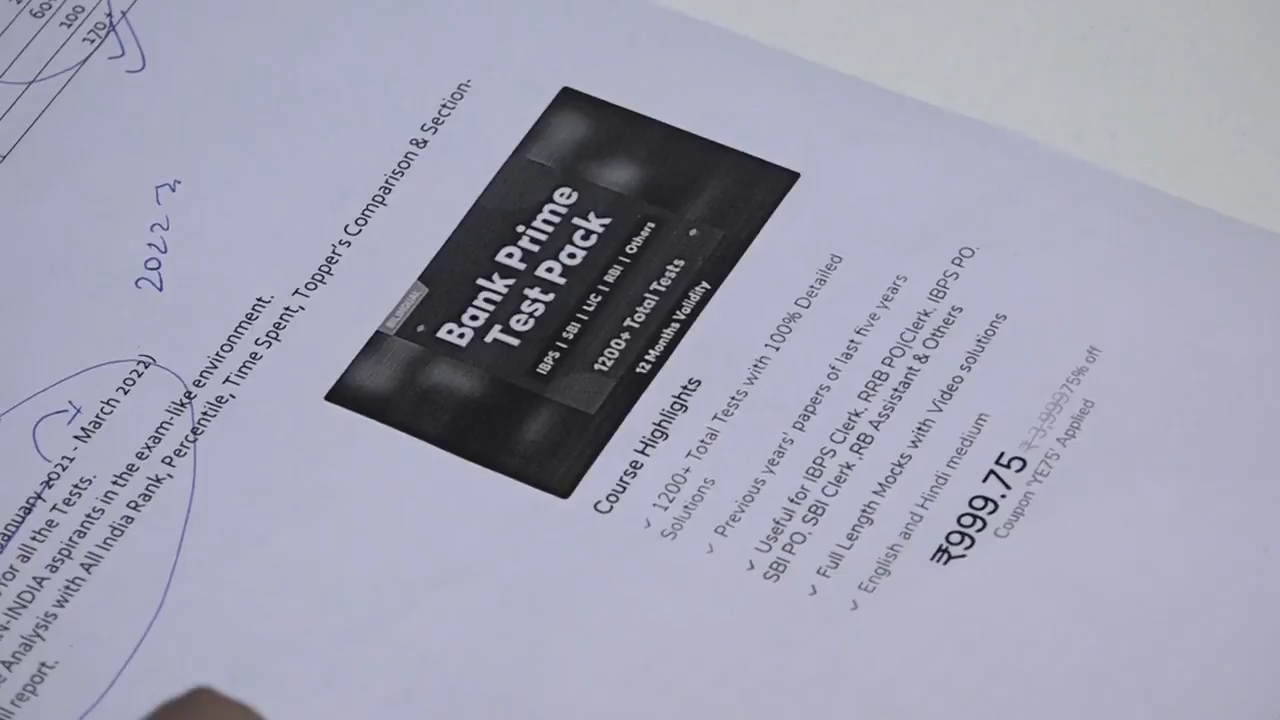 60
100
170+
2022
January 2021 - March 2022)
for all the Tests.
N-INDIA aspirants in the exam-like environment.
Analysis with All India Rank, Percentile, Time Spent, Topper's Comparison & Section-
report.
BILINGUAL
Bank Prime
Test Pack
IBPS | SBI | LIC | RBI | Others
1200+ Total Tests
12 Months Validity
Course Highlights
✓ 1200+ Total Tests with 100% Detailed
Solutions
✓ Previous years' papers of last five years
✓ Useful for IBPS Clerk, RRB PO|Clerk, IBPS PO,
SBI PO, SBI Clerk ,RB Assistant & Others
✓ Full Length Mocks with Video solutions
✓ English and Hindi medium
₹999.75 ₹ 3,99975% off
Coupon 'YE75' Applied